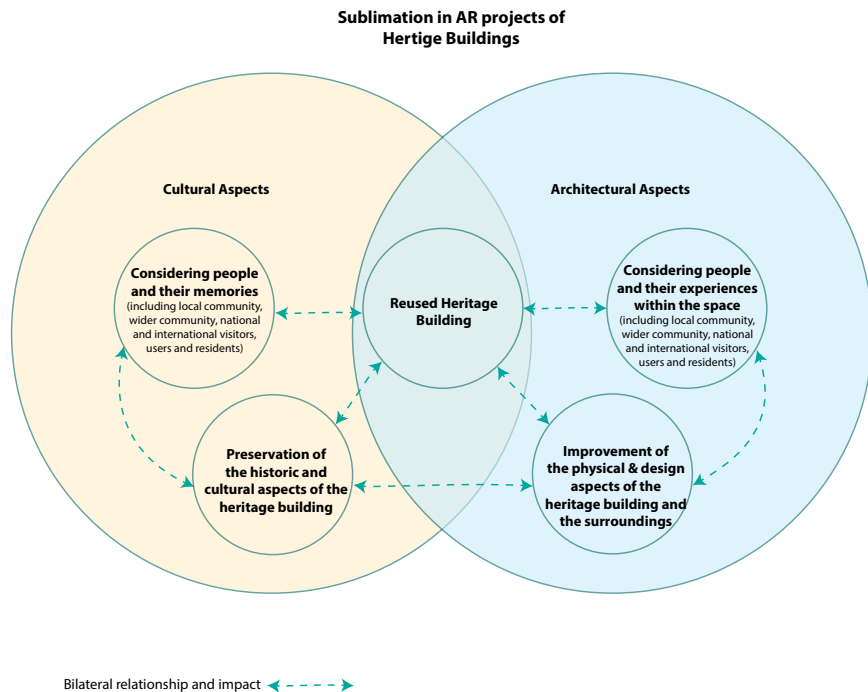 Sublimation in AR projects of
Hertige Buildings
Cultural Aspects
Architectural Aspects
Considering people
and their memories
(including local community,
wider community, national
and international visitors,
users and residents)
Reused Heritage
Building
Considering people
and their experiences
within the space
(including local community,
wider community, national
and international visitors,
users and residents)
Preservation of
the historic and
cultural aspects of the
heritage building
Improvement of
the physical & design
aspects of the
heritage building and
the surroundings
Bilateral relationship and impact